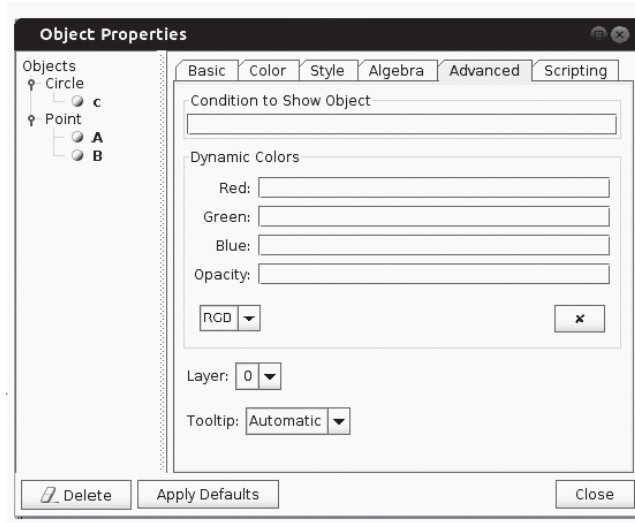 Object Properties
Objects
Circle
c
Point
A
B
Basic Color Style Algebra Advanced Scripting
Condition to Show Object
Dynamic Colors
Red:
Green:
Blue:
Opacity:
RGB
Layer: 0
Tooltip: Automatic
Delete Apply Defaults Close